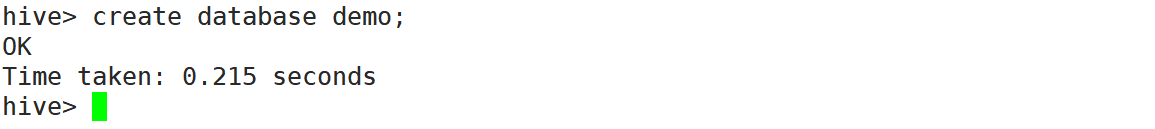 hive> create database demo;
OK
Time taken: 0.215 seconds
hive>